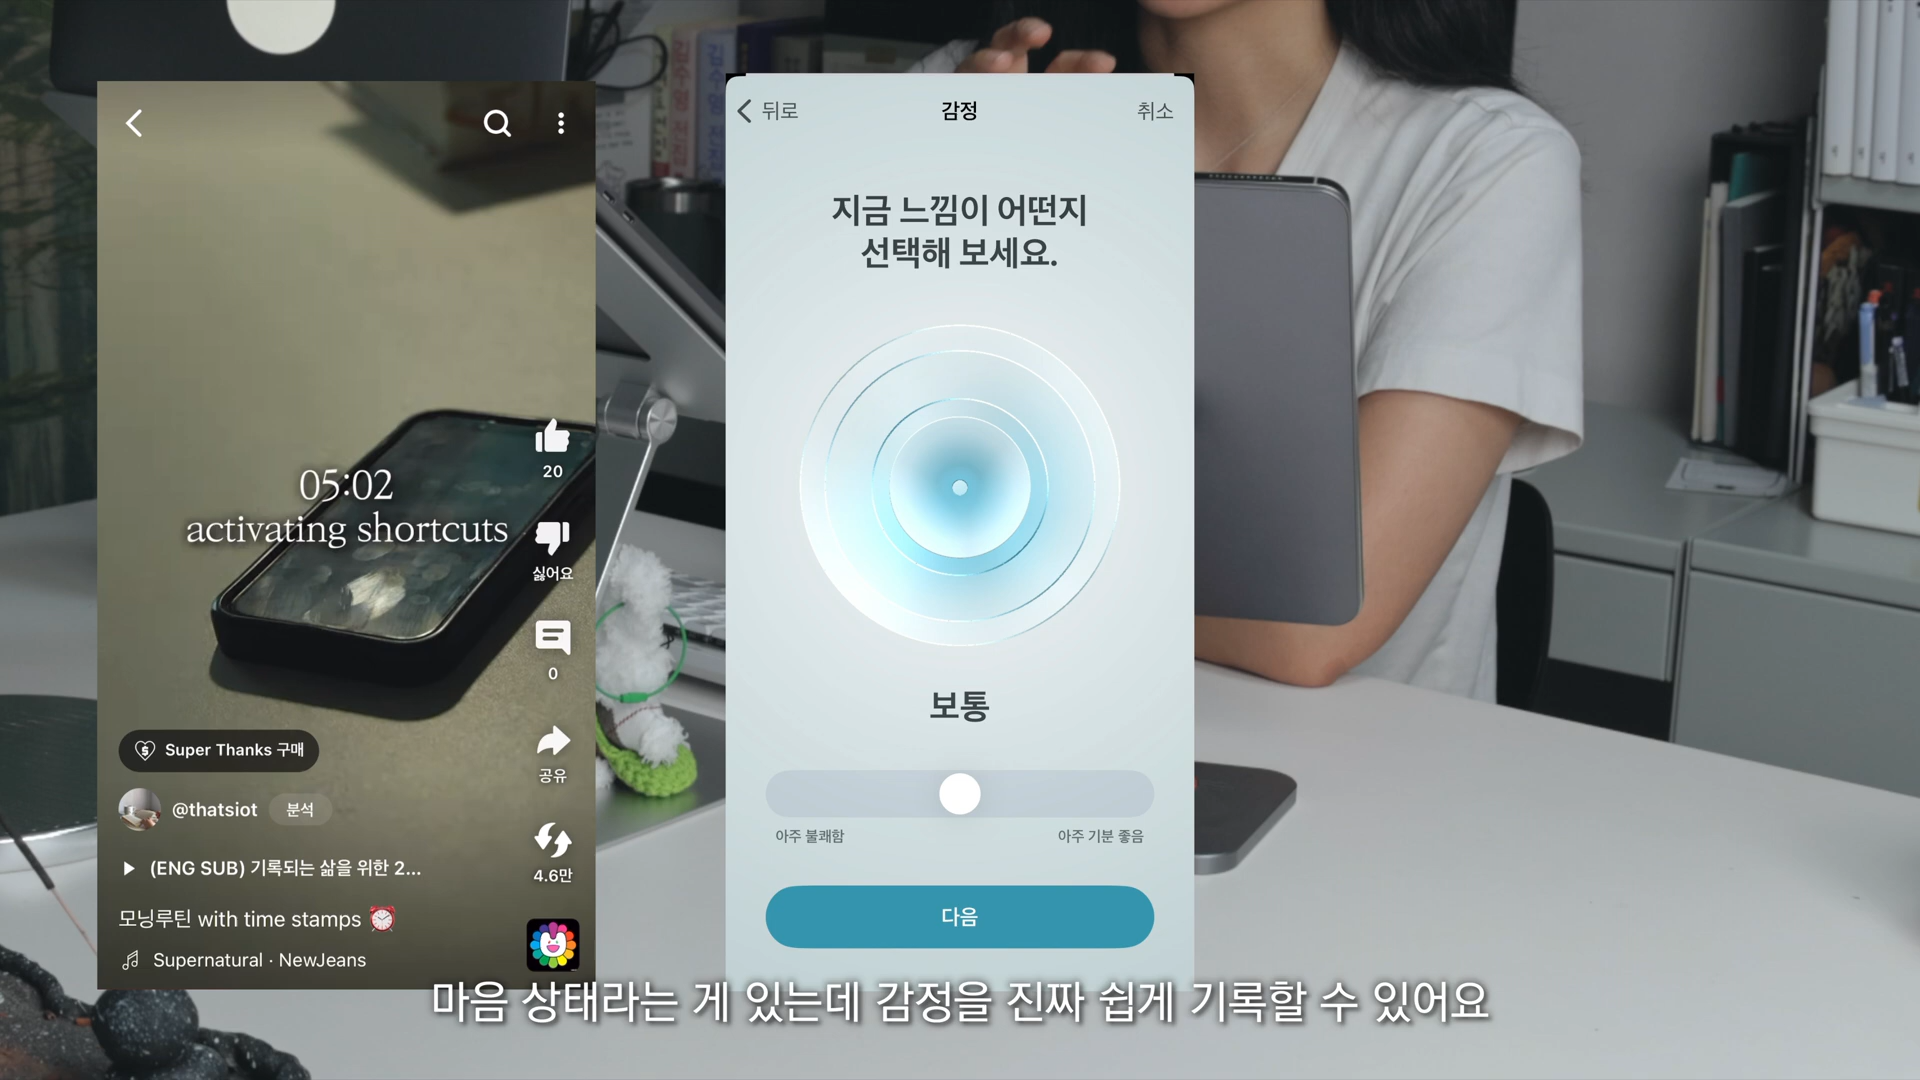 05:02
activating shortcuts
20
싫어요
0
공유
4.6만
Super Thanks 구매
@thatsiot 분석
(ENG SUB) 기록되는 삶을 위한 2...
모닝루틴 with time stamps
Supernatural · NewJeans
뒤로 감정 취소
지금 느낌이 어떤지
선택해 보세요.
보통
아주 불쾌함 아주 기분 좋음
다음
마음 상태라는 게 있는데 감정을 진짜 쉽게 기록할 수 있어요